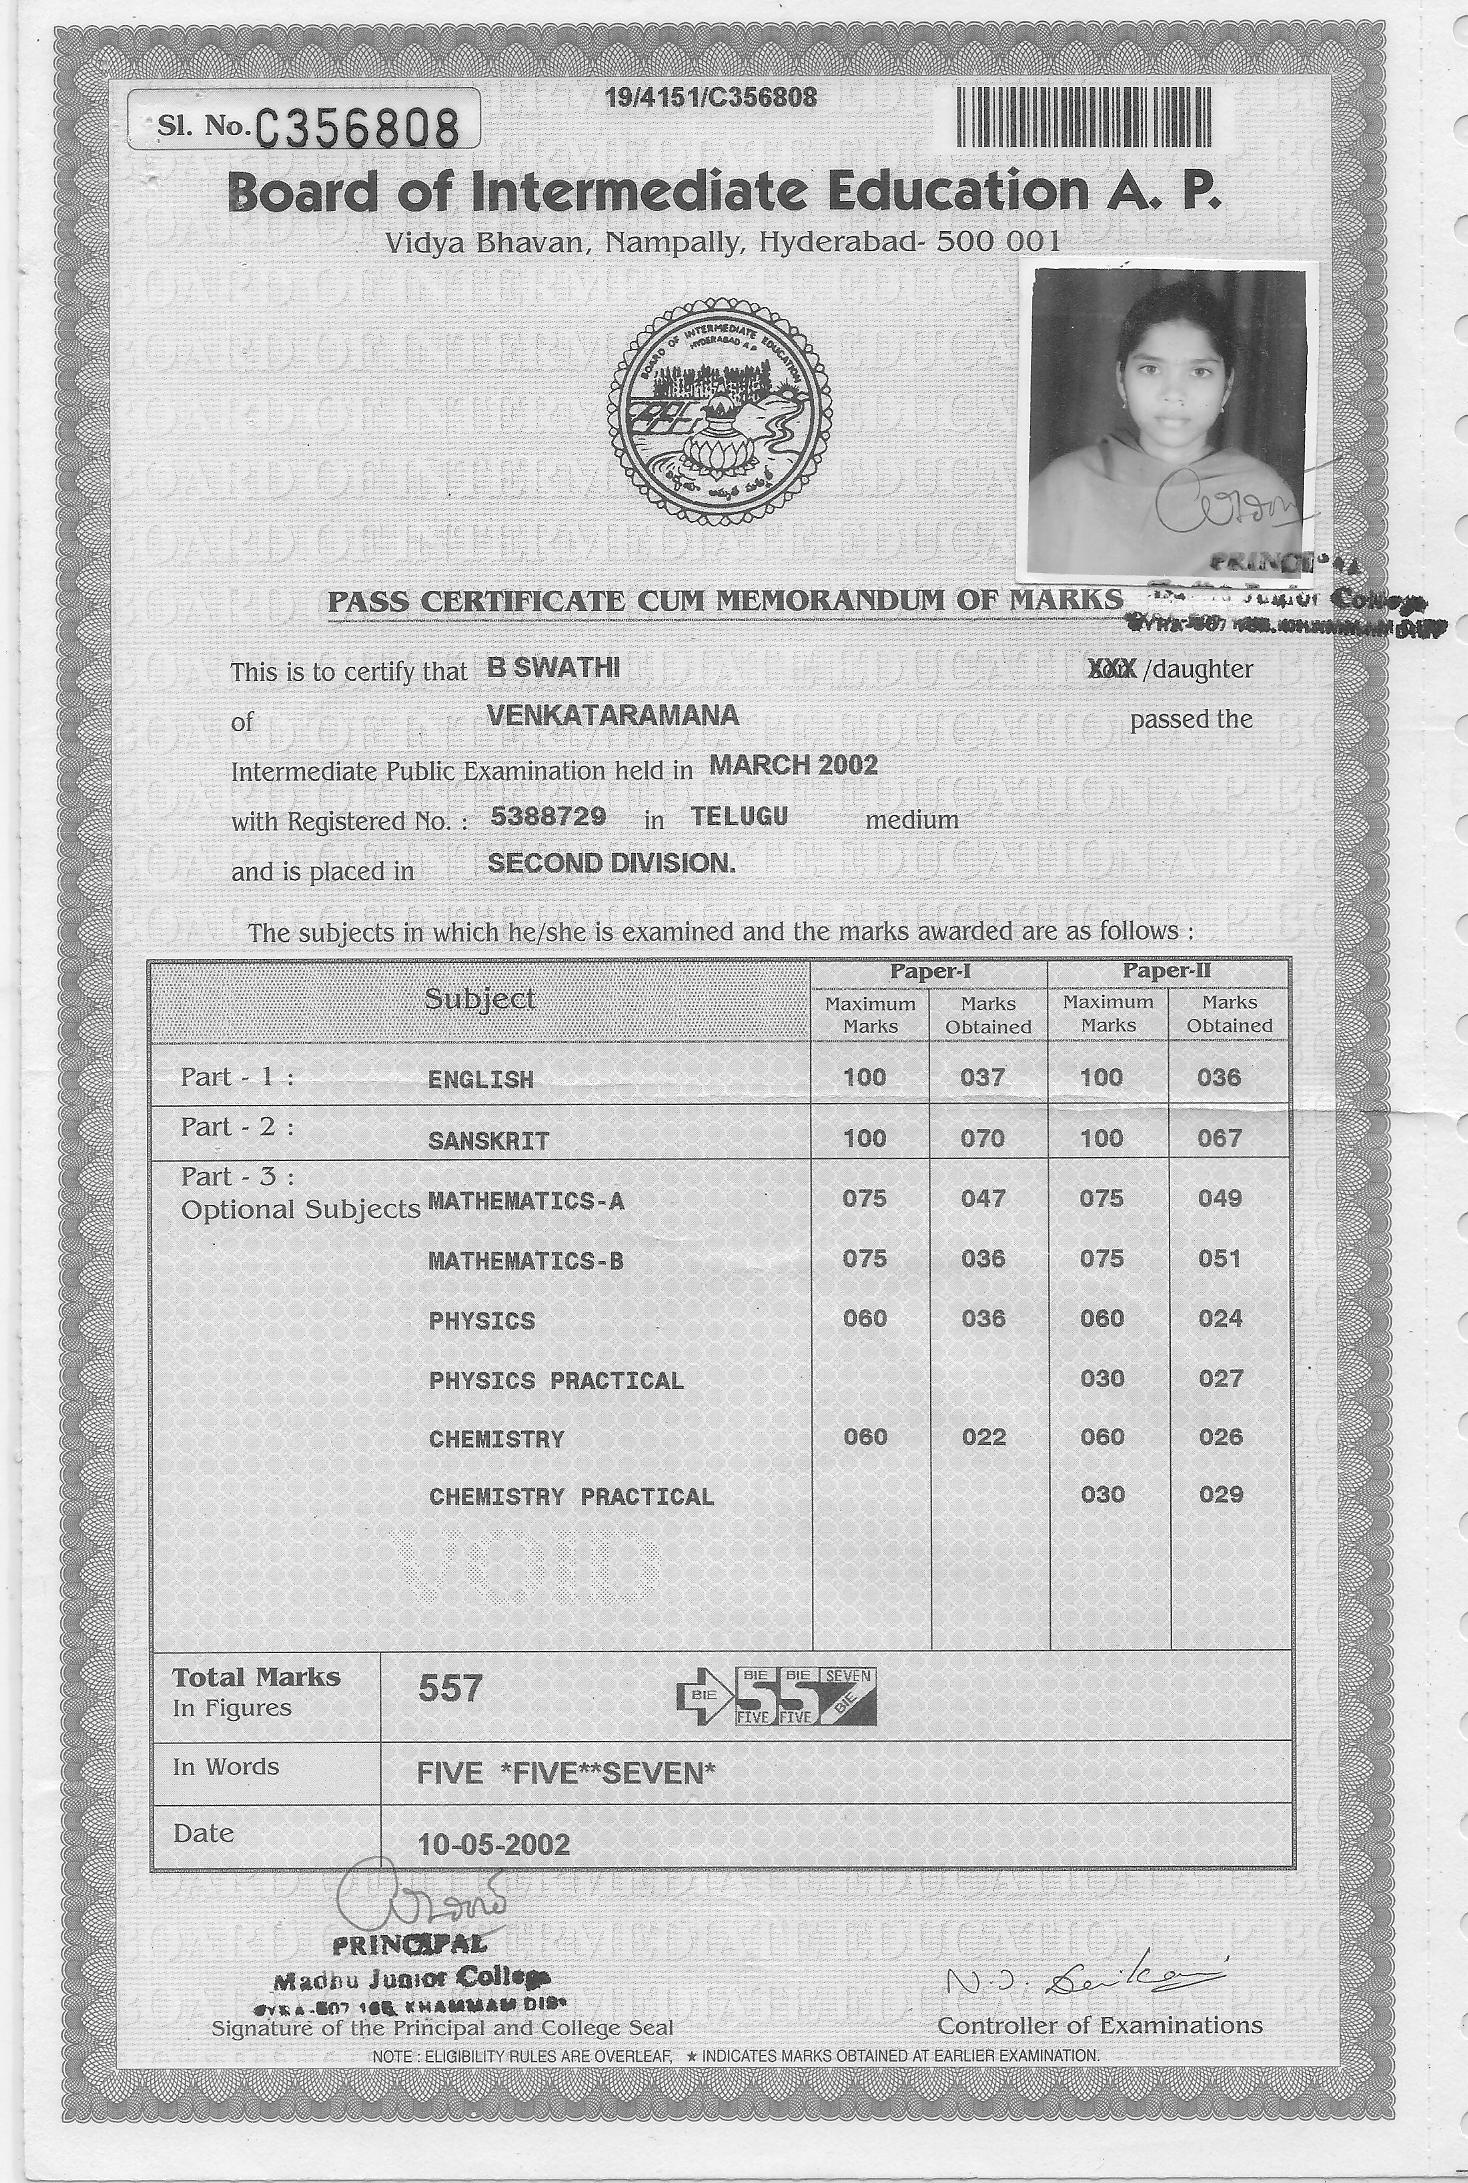 Sl. No. C356808
19/4151/C356808
Board of Intermediate Education A. P.
Vidya Bhavan, Nampally, Hyderabad- 500 001
BOARD OF INTERMEDIATE EDUCATION
HYDERABAD A P
PRINCIPAL
Junior College
PASS CERTIFICATE CUM MEMORANDUM OF MARKS
This is to certify that B SWATHI XXX /daughter
of VENKATARAMANA passed the
Intermediate Public Examination held in MARCH 2002
with Registered No. : 5388729 in TELUGU medium
and is placed in SECOND DIVISION.
The subjects in which he/she is examined and the marks awarded are as follows :
Subject Paper-I Paper-II
Maximum Marks Marks Obtained Maximum Marks Marks Obtained
Part - 1 : ENGLISH 100 037 100 036
Part - 2 : SANSKRIT 100 070 100 067
Part - 3 :
Optional Subjects MATHEMATICS-A 075 047 075 049
MATHEMATICS-B 075 036 075 051
PHYSICS 060 036 060 024
PHYSICS PRACTICAL 030 027
CHEMISTRY 060 022 060 026
CHEMISTRY PRACTICAL 030 029
VOID
Total Marks
In Figures 557 BIE BIE 5 FIVE BIE 5 FIVE SEVEN 7 BIE
In Words FIVE *FIVE**SEVEN*
Date 10-05-2002
PRINCIPAL
Madhu Junior College
KHAMMAM
Signature of the Principal and College Seal
Controller of Examinations
NOTE : ELIGIBILITY RULES ARE OVERLEAF, ★ INDICATES MARKS OBTAINED AT EARLIER EXAMINATION.